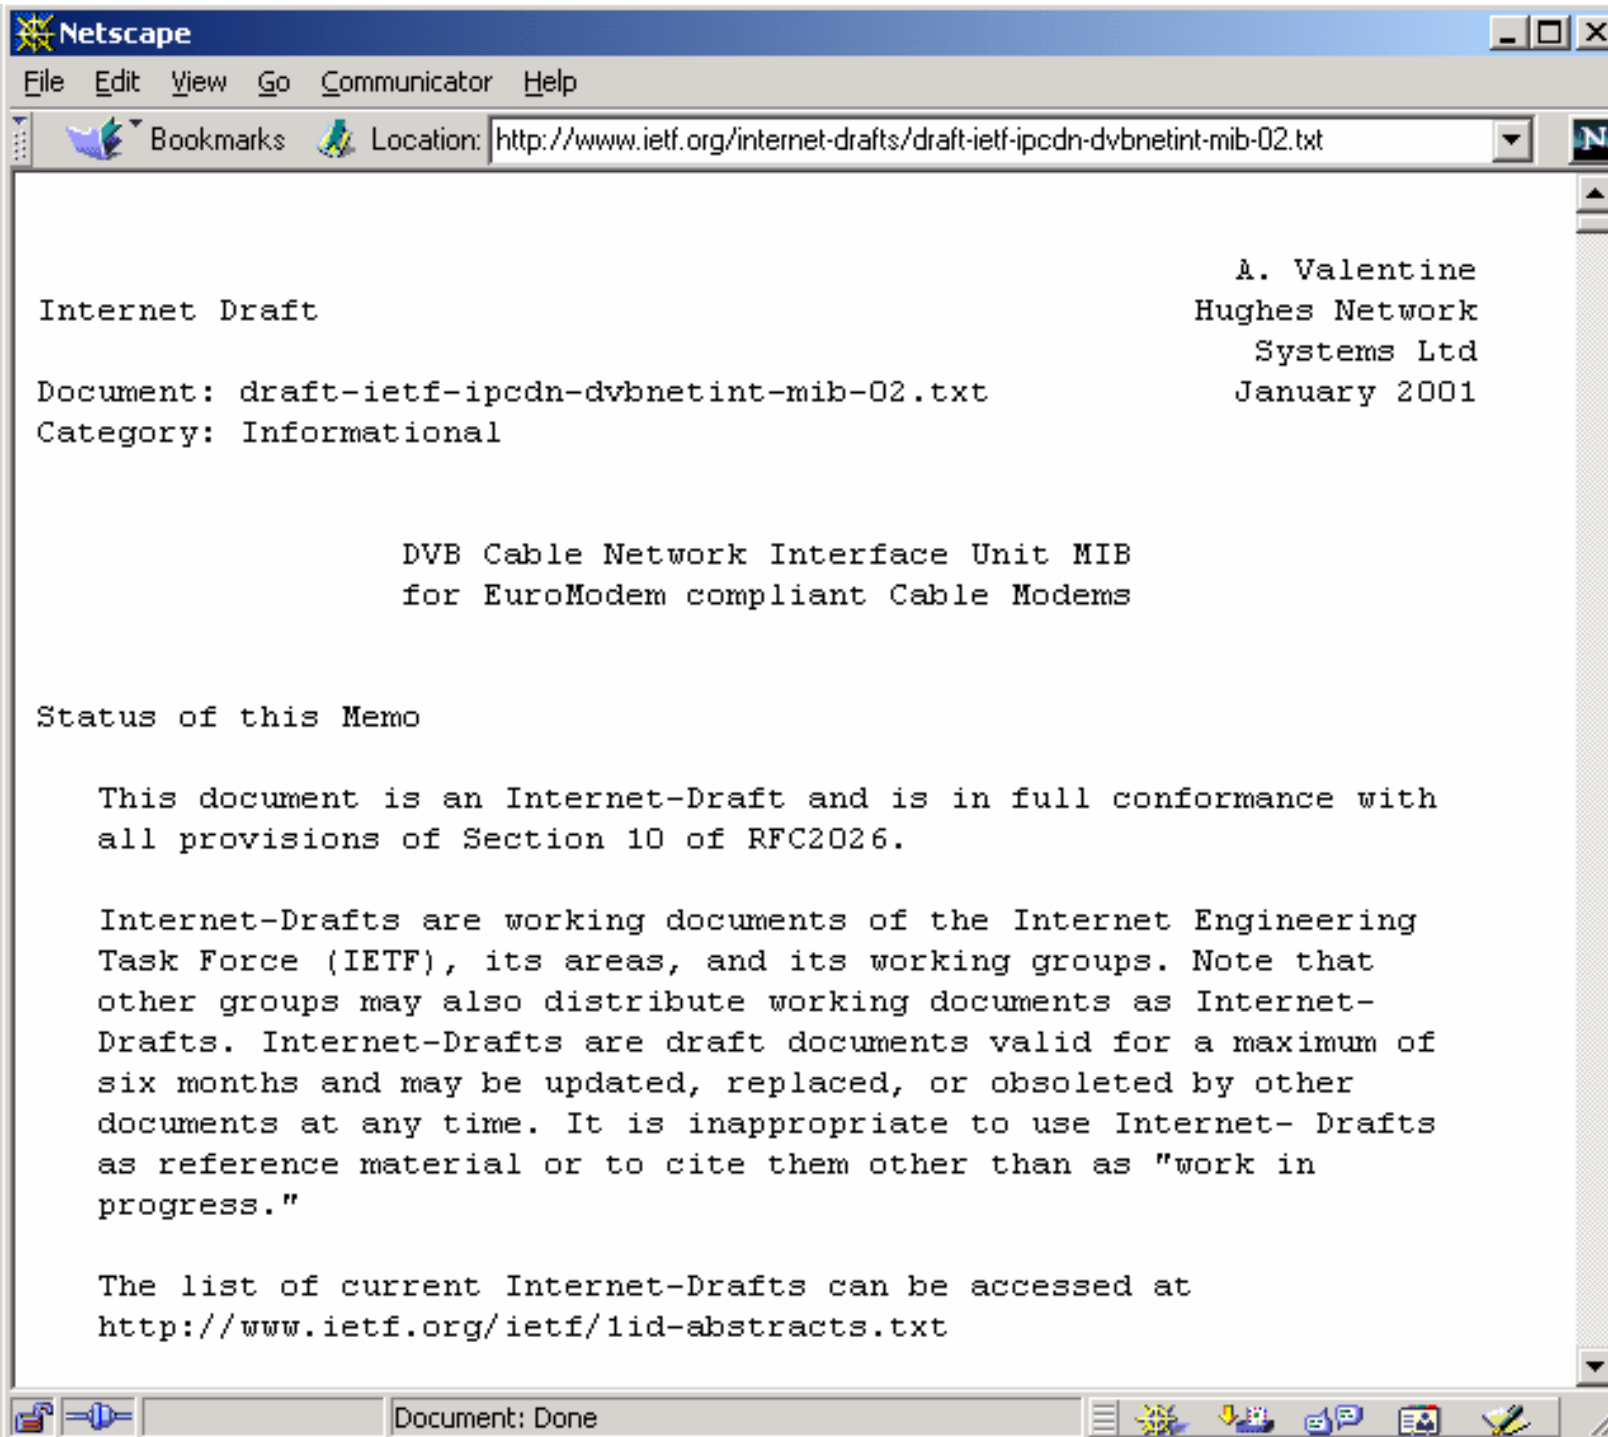 Netscape
File Edit View Go Communicator Help
Bookmarks Location: http://www.ietf.org/internet-drafts/draft-ietf-ipcdn-dvbnetint-mib-02.txt N
A. Valentine
Internet Draft Hughes Network
Systems Ltd
Document: draft-ietf-ipcdn-dvbnetint-mib-02.txt January 2001
Category: Informational
DVB Cable Network Interface Unit MIB
for EuroModem compliant Cable Modems
Status of this Memo
This document is an Internet-Draft and is in full conformance with
all provisions of Section 10 of RFC2026.
Internet-Drafts are working documents of the Internet Engineering
Task Force (IETF), its areas, and its working groups. Note that
other groups may also distribute working documents as Internet-
Drafts. Internet-Drafts are draft documents valid for a maximum of
six months and may be updated, replaced, or obsoleted by other
documents at any time. It is inappropriate to use Internet- Drafts
as reference material or to cite them other than as "work in
progress."
The list of current Internet-Drafts can be accessed at
http://www.ietf.org/ietf/1id-abstracts.txt
Document: Done